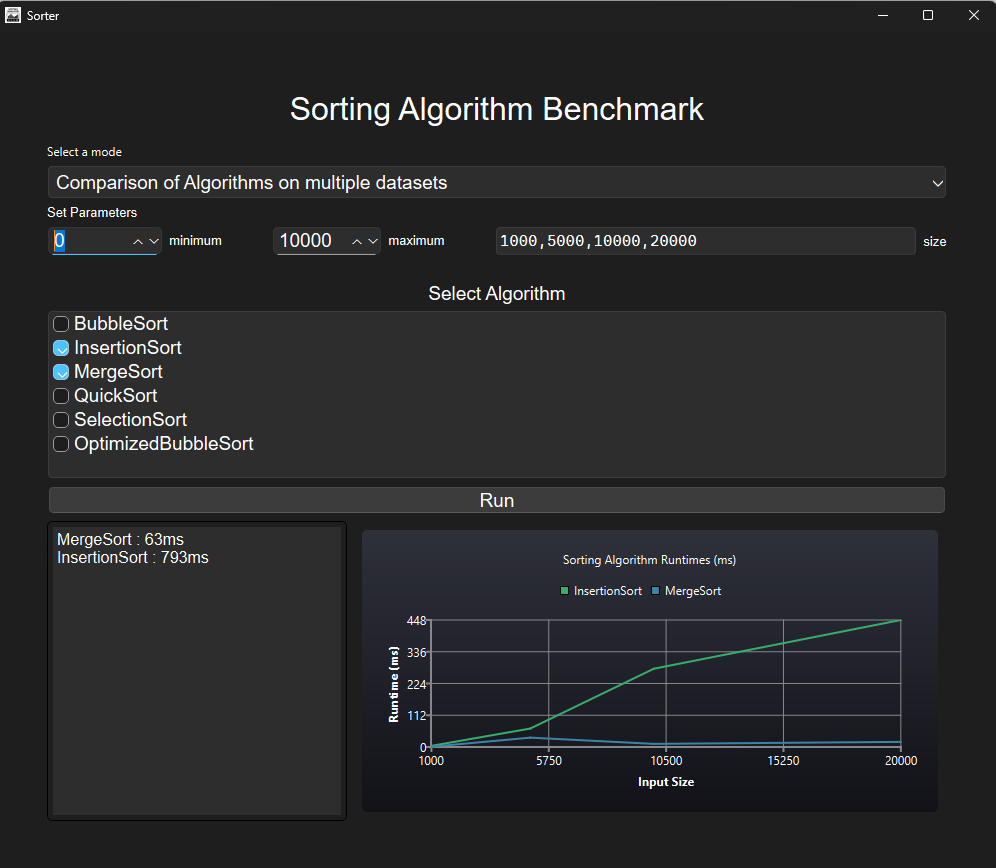 Sorter
Sorting Algorithm Benchmark
Select a mode
Comparison of Algorithms on multiple datasets
Set Parameters
0 minimum 10000 maximum 1000,5000,10000,20000 size
Select Algorithm
BubbleSort
InsertionSort
MergeSort
QuickSort
SelectionSort
OptimizedBubbleSort
Run
MergeSort : 63ms
InsertionSort : 793ms
Sorting Algorithm Runtimes (ms)
InsertionSort MergeSort
448
336
224
112
0
Runtime (ms)
1000 5750 10500 15250 20000
Input Size